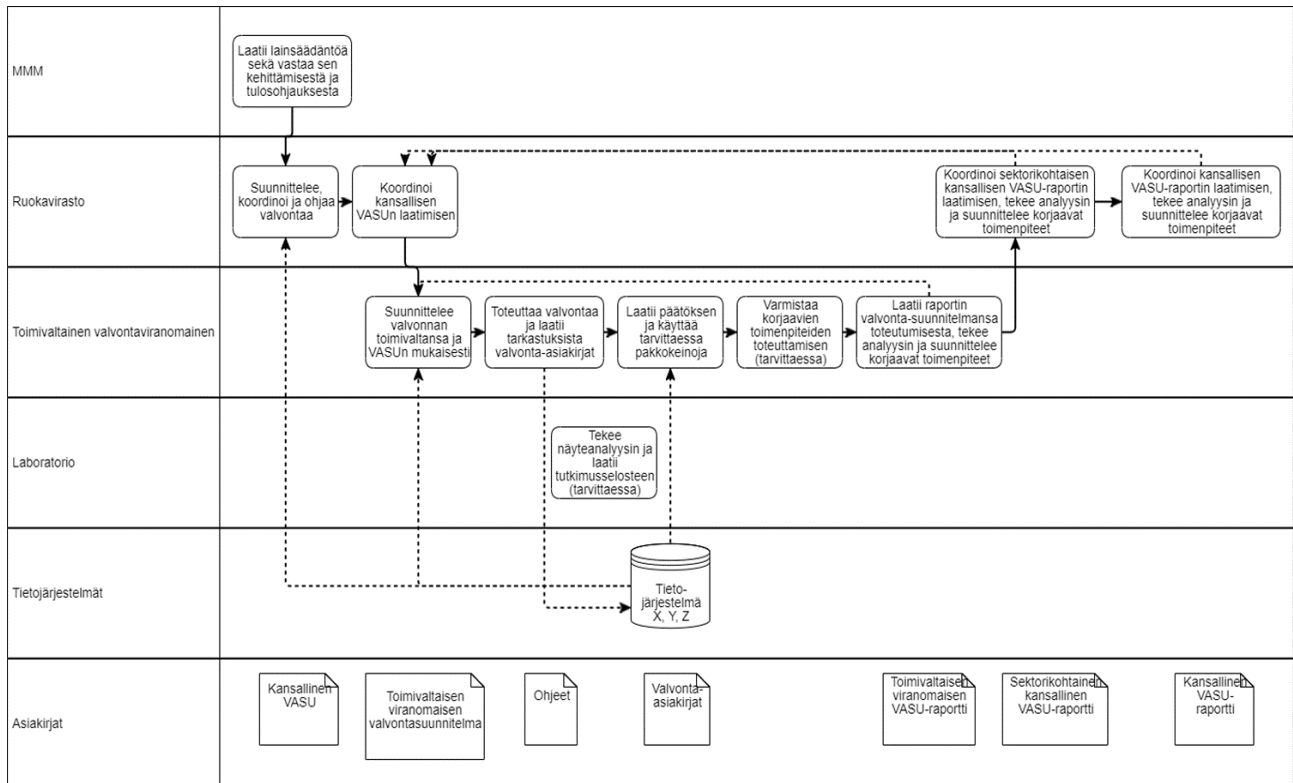 MMM
Laatii lainsäädäntöä
sekä vastaa sen
kehittämisestä ja
tulosohjauksesta
Ruokavirasto
Suunnittelee,
koordinoi ja ohjaa
valvontaa
Koordinoi
kansallisen
VASUn laatimisen
Koordinoi sektorikohtaisen
kansallisen VASU-raportin
laatimisen, tekee analyysin
ja suunnittelee korjaavat
toimenpiteet
Koordinoi kansallisen
VASU-raportin laatimisen,
tekee analyysin ja
suunnittelee korjaavat
toimenpiteet
Toimivaltainen valvontaviranomainen
Suunnittelee
valvonnan
toimivaltansa ja
VASUn mukaisesti
Toteuttaa valvontaa
ja laatii
tarkastuksista
valvonta-asiakirjat
Laatii päätöksen
ja käyttää
tarvittaessa
pakkokeinoja
Varmistaa
korjaavien
toimenpiteiden
toteuttamisen
(tarvittaessa)
Laatii raportin
valvonta-suunnitelmansa
toteutumisesta, tekee
analyysin ja suunnittelee
korjaavat toimenpiteet
Laboratorio
Tekee
näyteanalyysin ja
laatii
tutkimusselosteen
(tarvittaessa)
Tietojärjestelmät
Tieto-
järjestelmä
X, Y, Z
Asiakirjat
Kansallinen
VASU
Toimivaltaisen
viranomaisen
valvontasuunnitelma
Ohjeet
Valvonta-
asiakirjat
Toimivaltaisen
viranomaisen
VASU-raportti
Sektorikohtainen
kansallinen
VASU-raportti
Kansallinen
VASU-
raportti